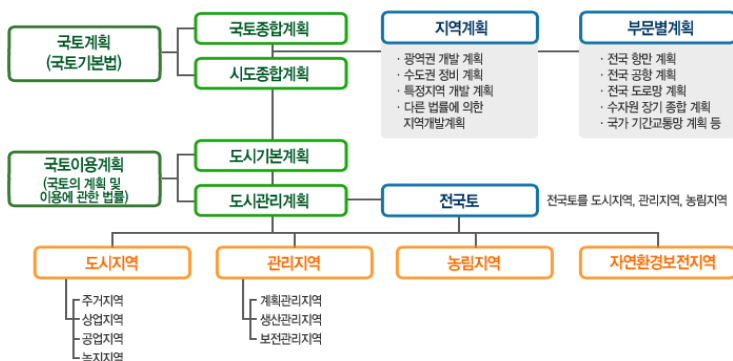 국토계획
(국토기본법)
국토종합계획
시도종합계획
지역계획
· 광역권 개발 계획
· 수도권 정비 계획
· 특정지역 개발 계획
· 다른 법률에 의한
지역개발계획
부문별계획
· 전국 항만 계획
· 전국 공항 계획
· 전국 도로망 계획
· 수자원 장기 종합 계획
· 국가 기간교통망 계획 등
국토이용계획
(국토의 계획 및
이용에 관한 법률)
도시기본계획
도시관리계획
전국토
전국토를 도시지역, 관리지역, 농림지역
도시지역
주거지역
상업지역
공업지역
녹지지역
관리지역
계획관리지역
생산관리지역
보전관리지역
농림지역
자연환경보전지역